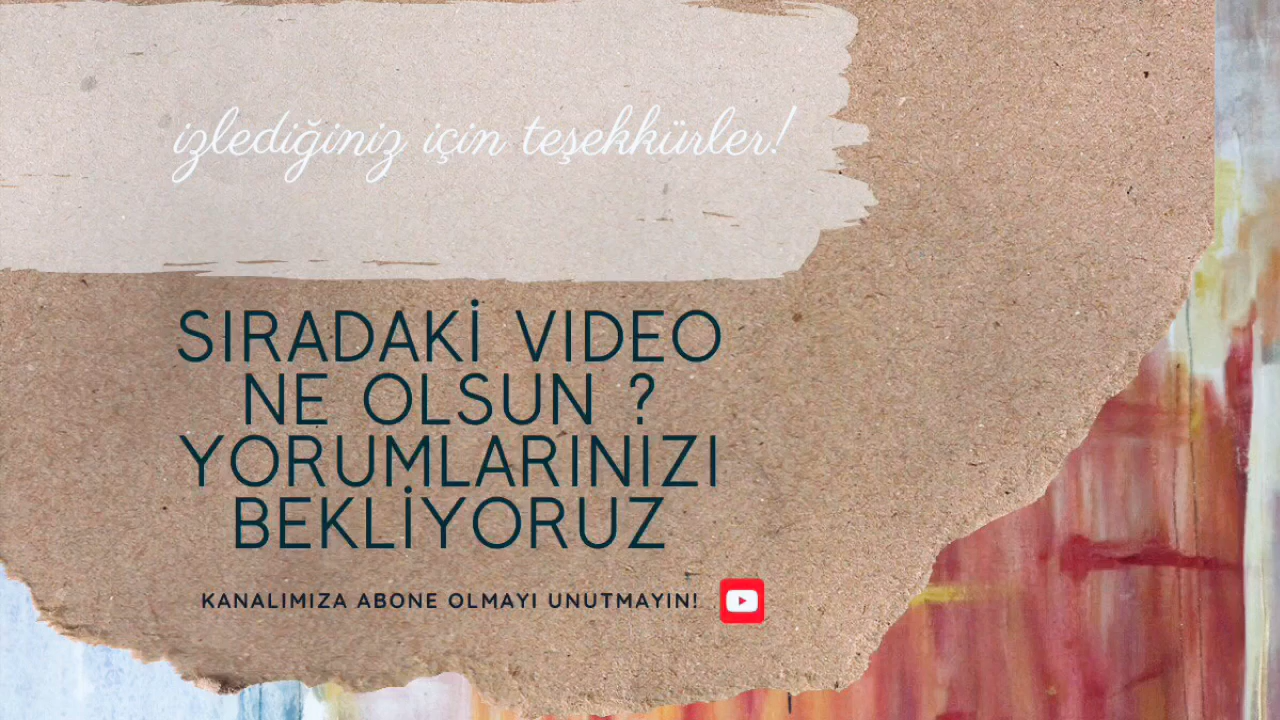 izlediğiniz için teşekkürler!
SIRADAKİ VIDEO
NE OLSUN ?
YORUMLARINIZI
BEKLİYORUZ
KANALIMIZA ABONE OLMAYI UNUTMAYIN!